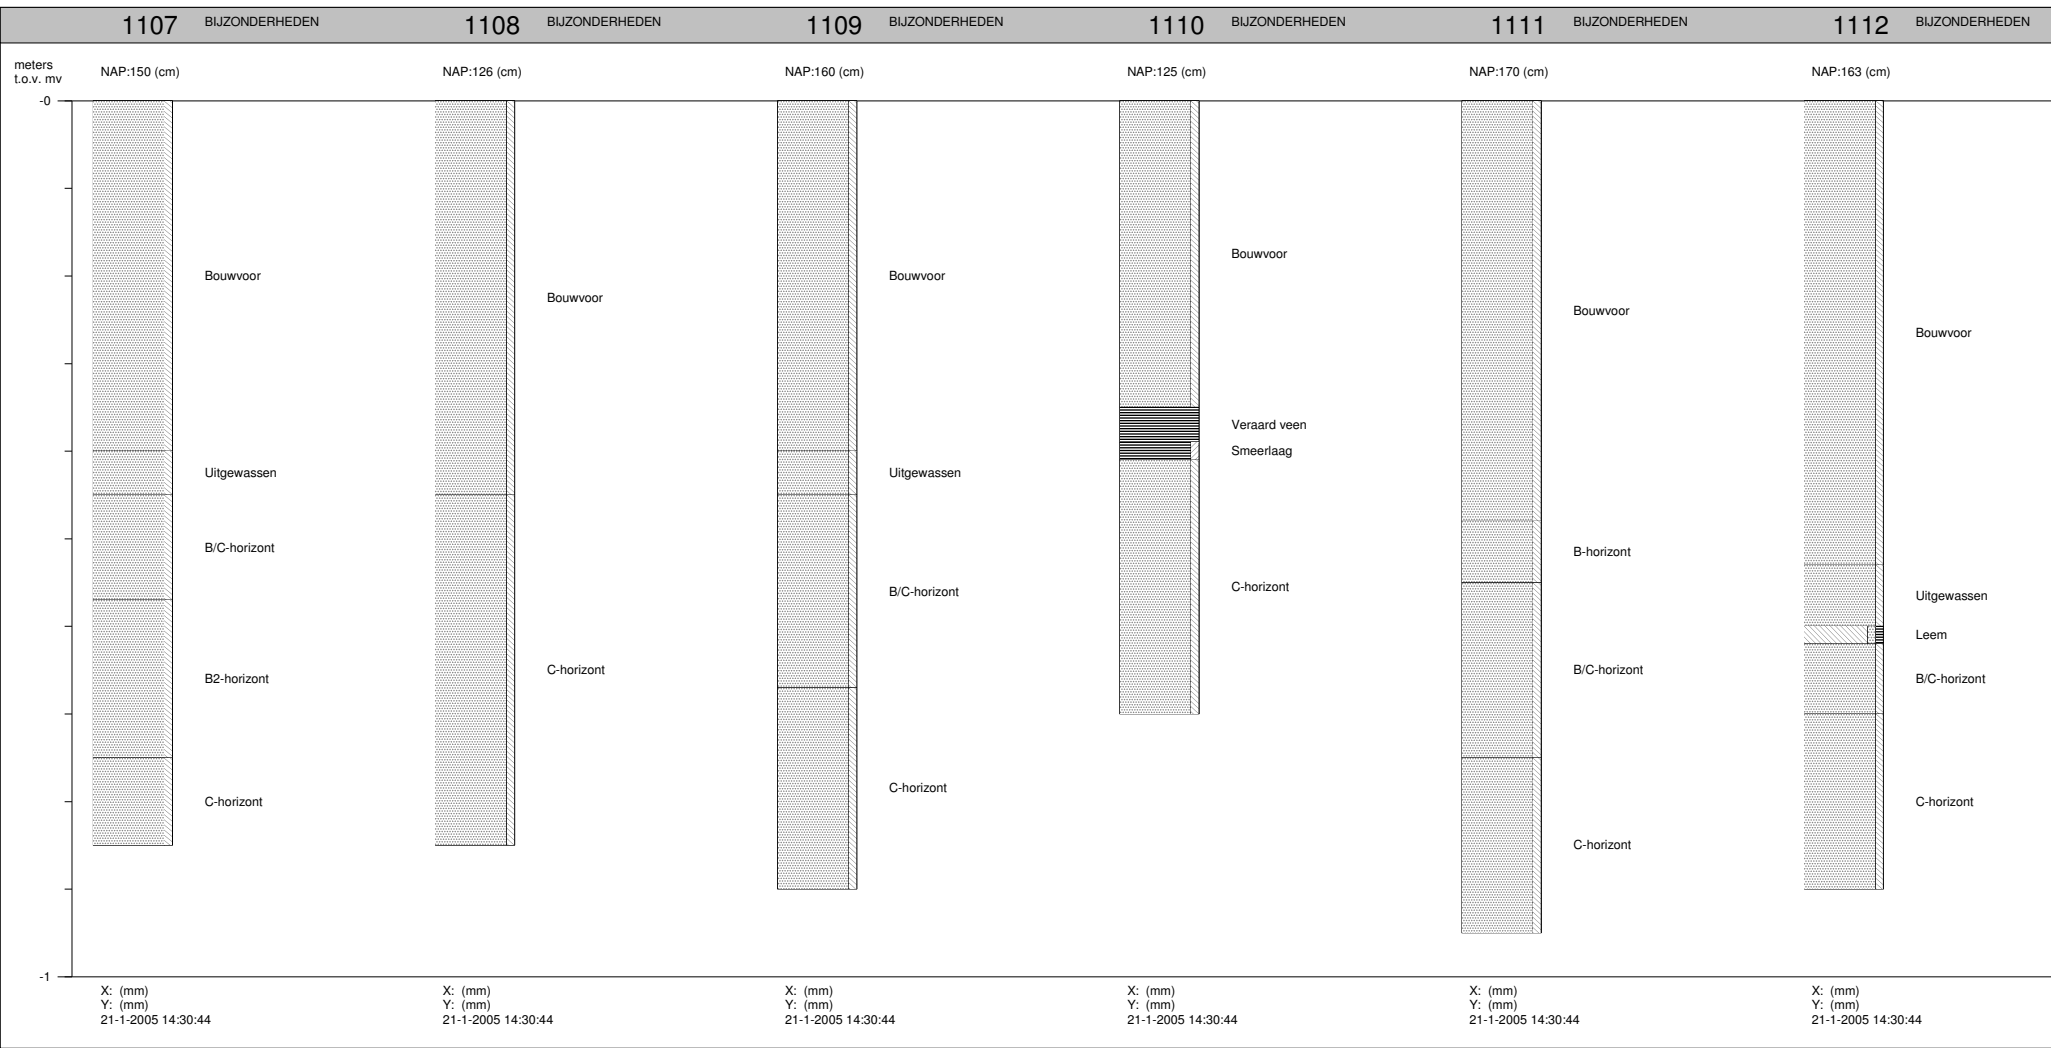 1107 BIJZONDERHEDEN 1108 BIJZONDERHEDEN 1109 BIJZONDERHEDEN 1110 BIJZONDERHEDEN 1111 BIJZONDERHEDEN 1112 BIJZONDERHEDEN
meters
t.o.v. mv
NAP:150 (cm) NAP:126 (cm) NAP:160 (cm) NAP:125 (cm) NAP:170 (cm) NAP:163 (cm)
-0
Bouwvoor
Uitgewassen
B/C-horizont
B2-horizont
C-horizont
Bouwvoor
C-horizont
Bouwvoor
Uitgewassen
B/C-horizont
C-horizont
Bouwvoor
Veraard veen
Smeerlaag
C-horizont
Bouwvoor
B-horizont
B/C-horizont
C-horizont
Bouwvoor
Uitgewassen
Leem
B/C-horizont
C-horizont
-1
X: (mm) X: (mm) X: (mm) X: (mm) X: (mm) X: (mm)
Y: (mm) Y: (mm) Y: (mm) Y: (mm) Y: (mm) Y: (mm)
21-1-2005 14:30:44 21-1-2005 14:30:44 21-1-2005 14:30:44 21-1-2005 14:30:44 21-1-2005 14:30:44 21-1-2005 14:30:44